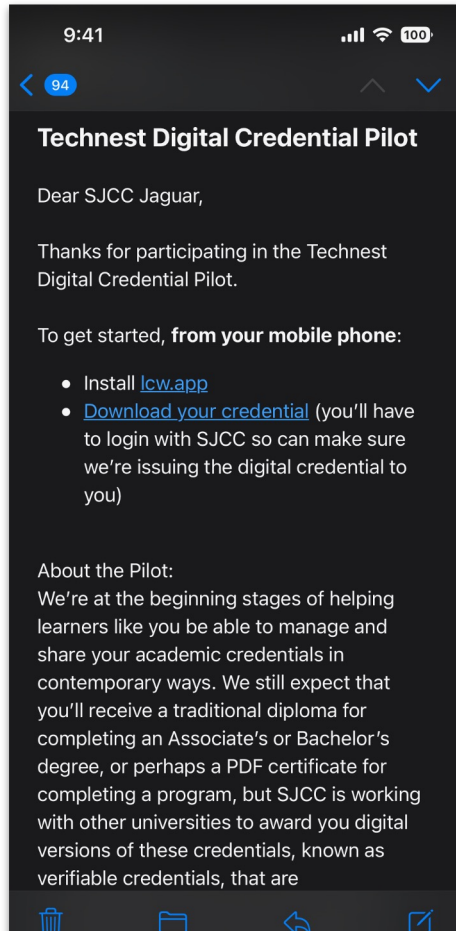 9:41
100
94
Technest Digital Credential Pilot
Dear SJCC Jaguar,
Thanks for participating in the Technest
Digital Credential Pilot.
To get started, from your mobile phone:
• Install lcw.app
• Download your credential (you'll have
to login with SJCC so can make sure
we're issuing the digital credential to
you)
About the Pilot:
We're at the beginning stages of helping
learners like you be able to manage and
share your academic credentials in
contemporary ways. We still expect that
you'll receive a traditional diploma for
completing an Associate's or Bachelor's
degree, or perhaps a PDF certificate for
completing a program, but SJCC is working
with other universities to award you digital
versions of these credentials, known as
verifiable credentials, that are